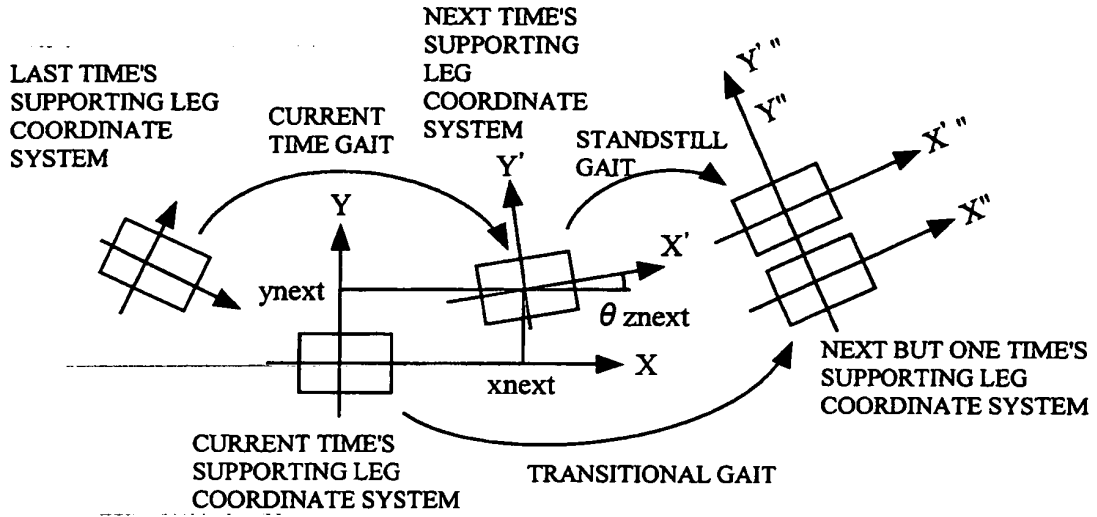 LAST TIME'S
SUPPORTING LEG
COORDINATE
SYSTEM
CURRENT
TIME GAIT
NEXT TIME'S
SUPPORTING
LEG
COORDINATE
SYSTEM
STANDSTILL
GAIT
Y' "
Y"
X' "
X"
Y'
X'
Y
ynext
θ znext
X
xnext
NEXT BUT ONE TIME'S
SUPPORTING LEG
COORDINATE SYSTEM
CURRENT TIME'S
SUPPORTING LEG
COORDINATE SYSTEM
TRANSITIONAL GAIT